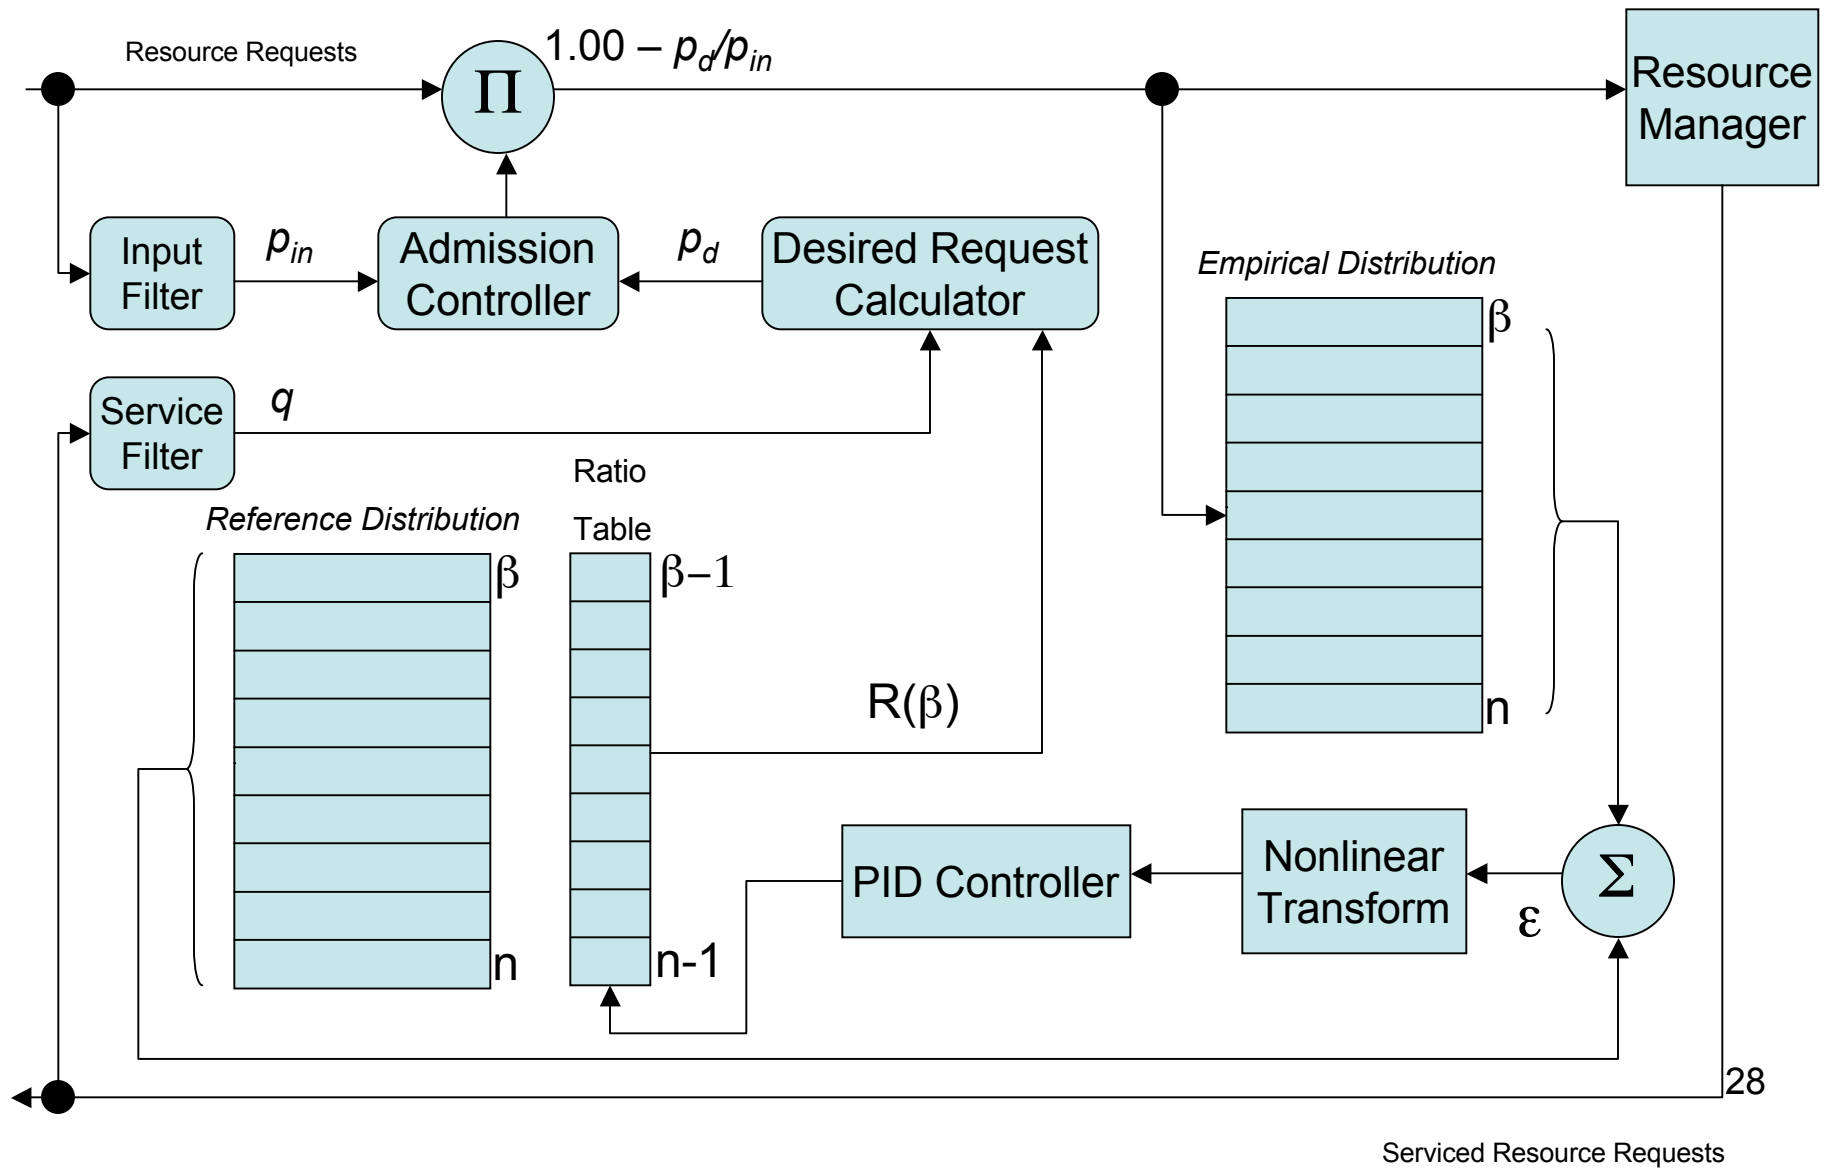 Resource Requests
Π
1.00 – p_d/p_in
Resource
Manager
Input
Filter
p_in
Admission
Controller
p_d
Desired Request
Calculator
Empirical Distribution
β
n
Service
Filter
q
Ratio
Table
Reference Distribution
β
n
β–1
n-1
R(β)
PID Controller
Nonlinear
Transform
ε
Σ
28
Serviced Resource Requests